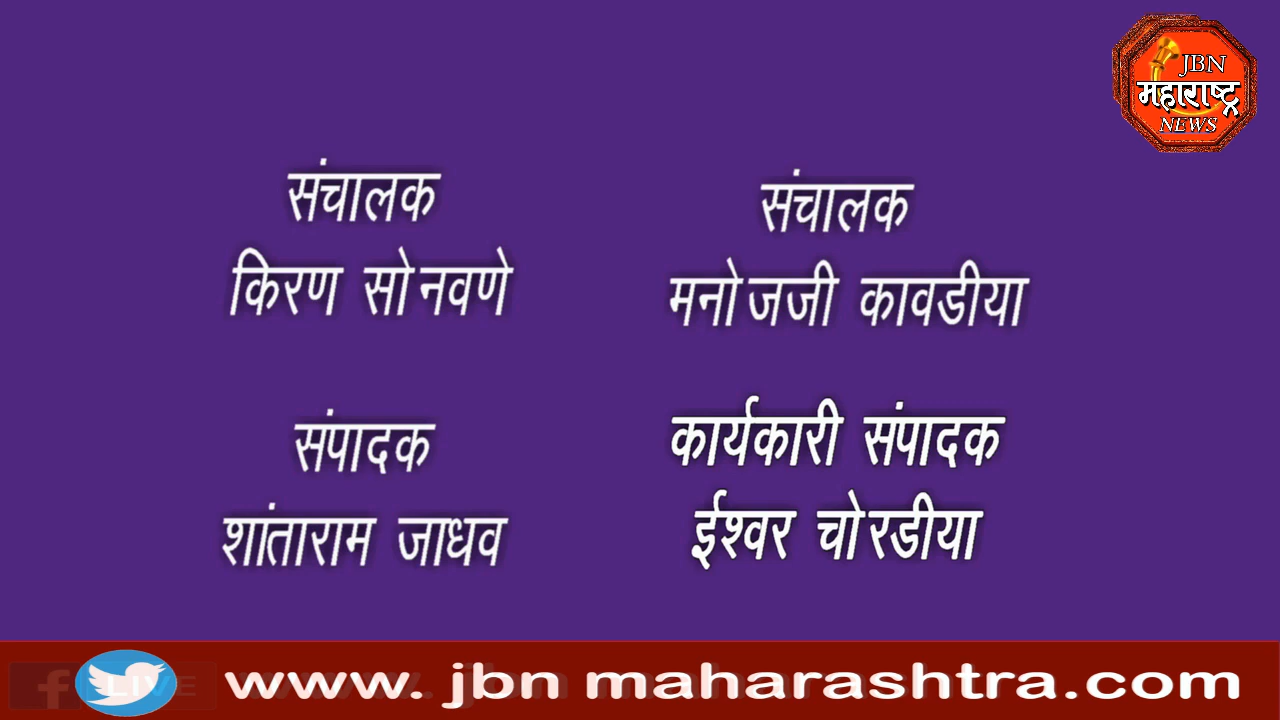 JBN
महाराष्ट्र
NEWS
संचालक
किरण सोनवणे
संचालक
मनोजजी कावडीया
संपादक
शांताराम जाधव
कार्यकारी संपादक
ईश्वर चोरडीया
LIVE
www. jbn maharashtra.com